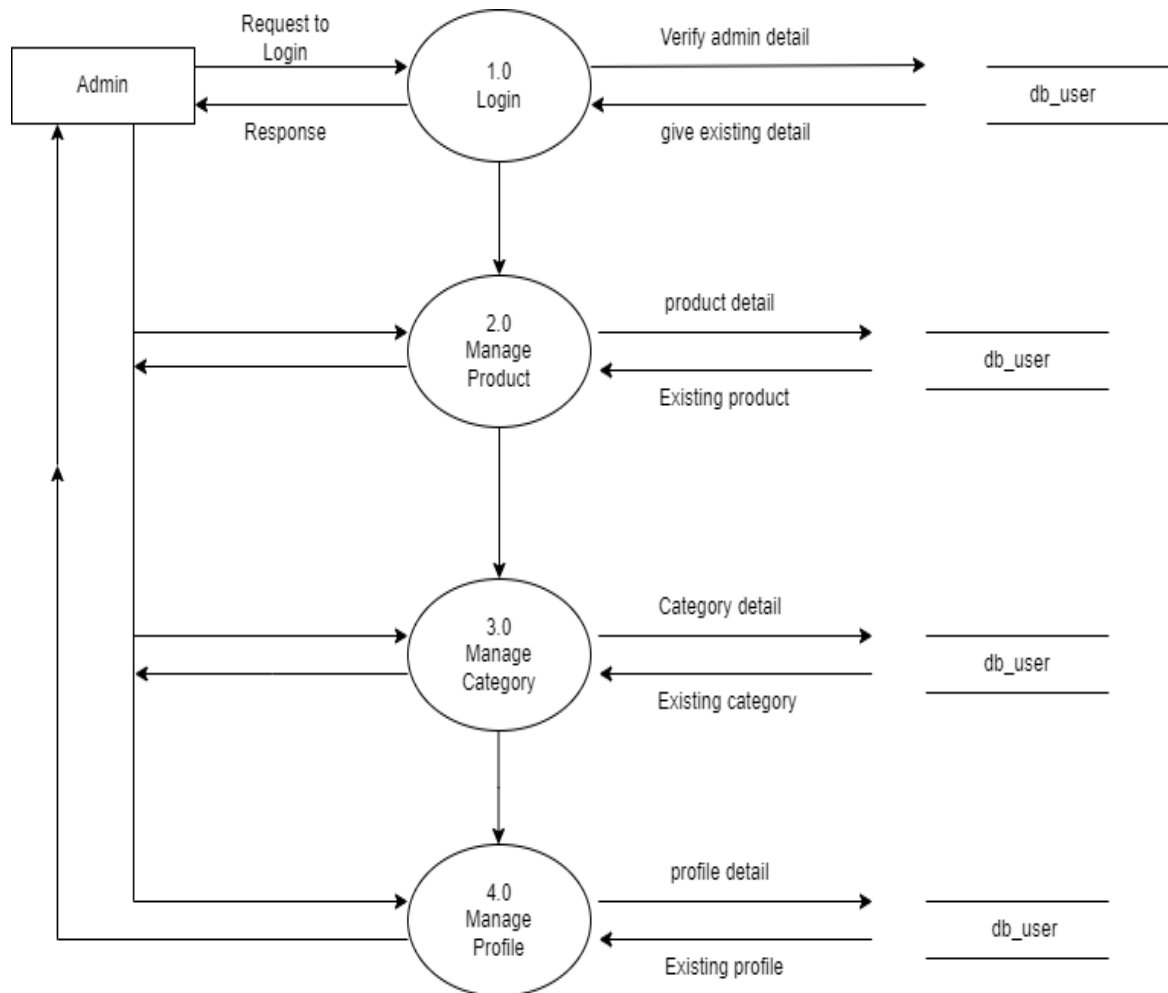 Request to
Login
Admin
1.0
Login
Verify admin detail
db_user
Response
give existing detail
2.0
Manage
Product
product detail
db_user
Existing product
3.0
Manage
Category
Category detail
db_user
Existing category
4.0
Manage
Profile
profile detail
db_user
Existing profile